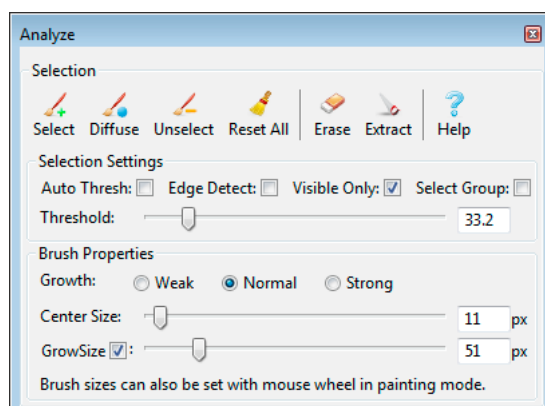 Analyze
Selection
Select Diffuse Unselect Reset All Erase Extract Help
Selection Settings
Auto Thresh: Edge Detect: Visible Only: Select Group:
Threshold: 33.2
Brush Properties
Growth: Weak Normal Strong
Center Size: 11 px
GrowSize : 51 px
Brush sizes can also be set with mouse wheel in painting mode.